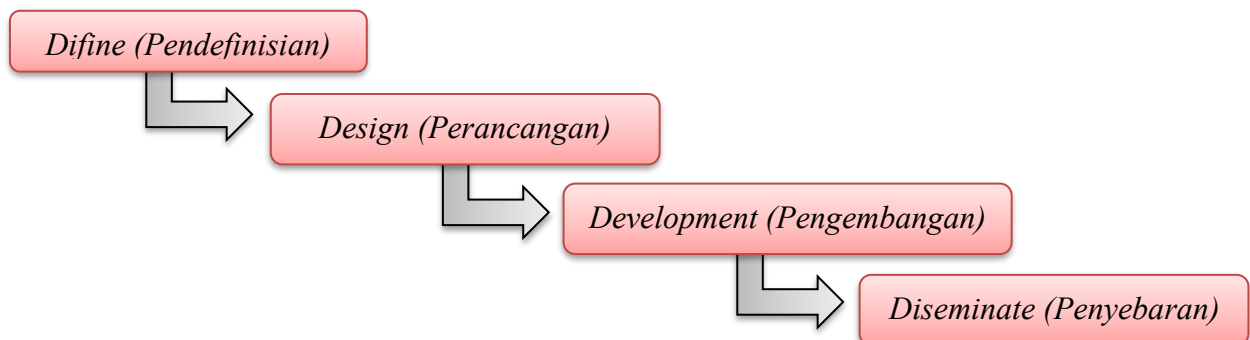 Difine (Pendefinisian)
Design (Perancangan)
Development (Pengembangan)
Diseminate (Penyebaran)